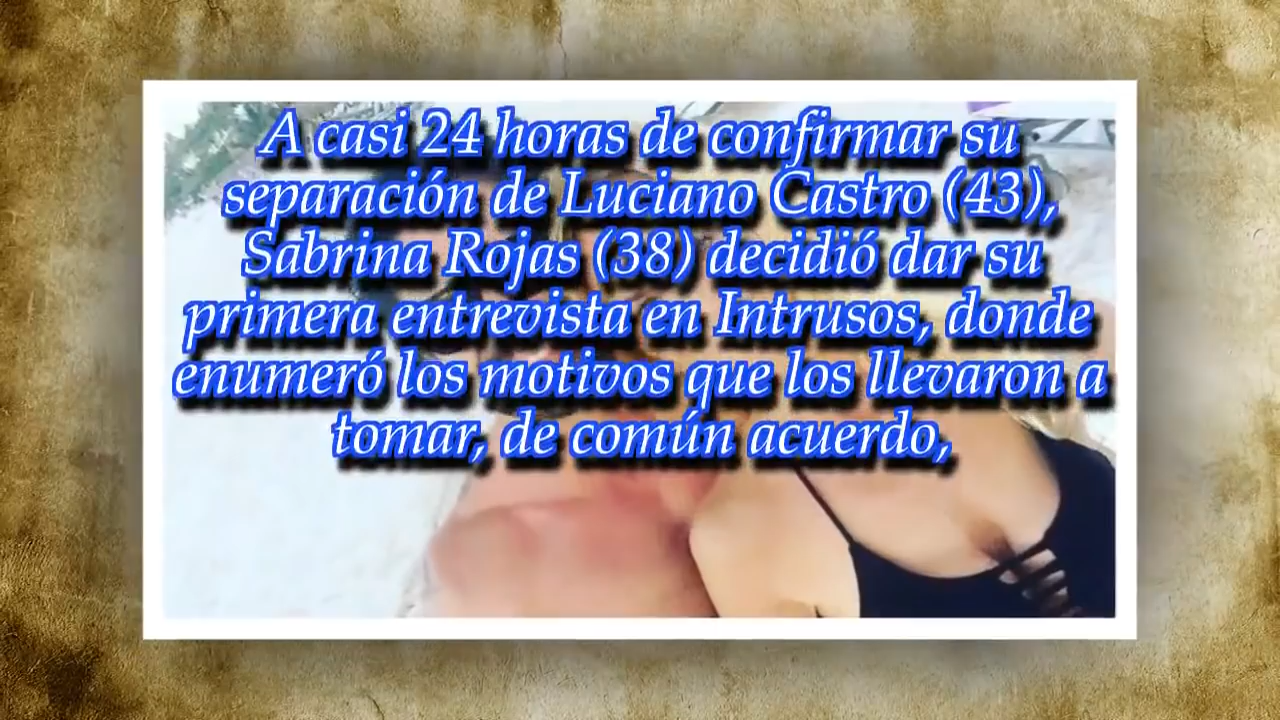 A casi 24 horas de confirmar su
separación de Luciano Castro (43),
Sabrina Rojas (38) decidió dar su
primera entrevista en Intrusos, donde
enumeró los motivos que los llevaron a
tomar, de común acuerdo,